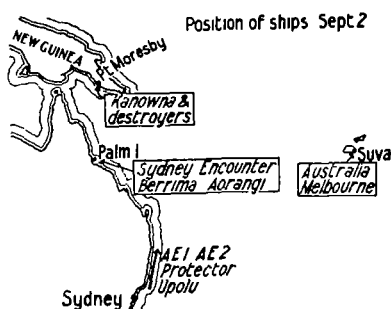 Position of ships Sept 2
NEW GUINEA
Pt Moresby
Kanowna &
destroyers
Palm I
Sydney Encounter
Berrima Aorangi
Suva
Australia
Melbourne
AE1 AE2
Protector
Upolu
Sydney